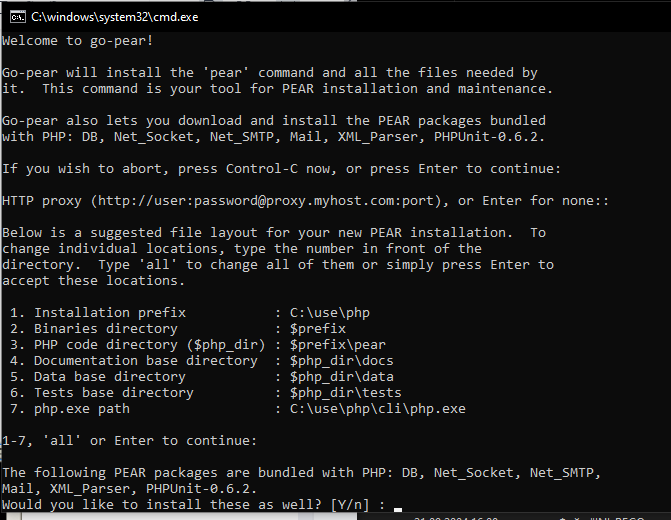 C:\windows\system32\cmd.exe
Welcome to go-pear!
Go-pear will install the 'pear' command and all the files needed by
it.  This command is your tool for PEAR installation and maintenance.
Go-pear also lets you download and install the PEAR packages bundled
with PHP: DB, Net_Socket, Net_SMTP, Mail, XML_Parser, PHPUnit-0.6.2.
If you wish to abort, press Control-C now, or press Enter to continue:
HTTP proxy (http://user:password@proxy.myhost.com:port), or Enter for none::
Below is a suggested file layout for your new PEAR installation.  To
change individual locations, type the number in front of the
directory.  Type 'all' to change all of them or simply press Enter to
accept these locations.
1. Installation prefix           : C:\use\php
2. Binaries directory            : $prefix
3. PHP code directory ($php_dir) : $prefix\pear
4. Documentation base directory  : $php_dir\docs
5. Data base directory           : $php_dir\data
6. Tests base directory          : $php_dir\tests
7. php.exe path                  : C:\use\php\cli\php.exe
1-7, 'all' or Enter to continue:
The following PEAR packages are bundled with PHP: DB, Net_Socket, Net_SMTP,
Mail, XML_Parser, PHPUnit-0.6.2.
Would you like to install these as well? [Y/n] :